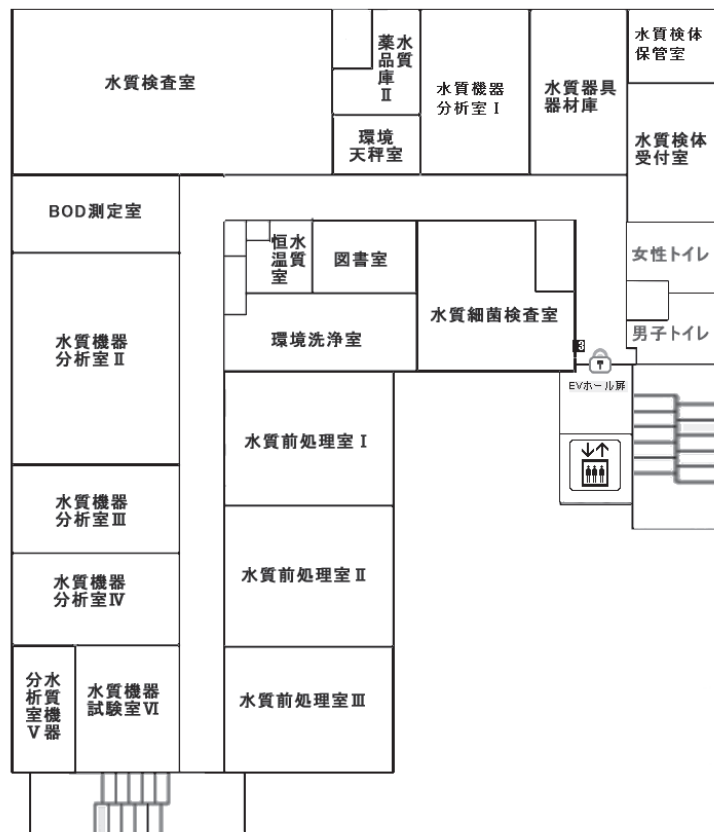 水質検査室
水質
薬品庫Ⅱ
環境
天秤室
水質機器
分析室Ⅰ
水質器具
器材庫
水質検体
保管室
水質検体
受付室
BOD測定室
水質
恒温室
図書室
水質細菌検査室
女性トイレ
男子トイレ
水質機器
分析室Ⅱ
環境洗浄室
3
EVホール扉
水質前処理室Ⅰ
水質機器
分析室Ⅲ
水質前処理室Ⅱ
水質機器
分析室Ⅳ
水質機器
分析室Ⅴ
水質機器
試験室Ⅵ
水質前処理室Ⅲ